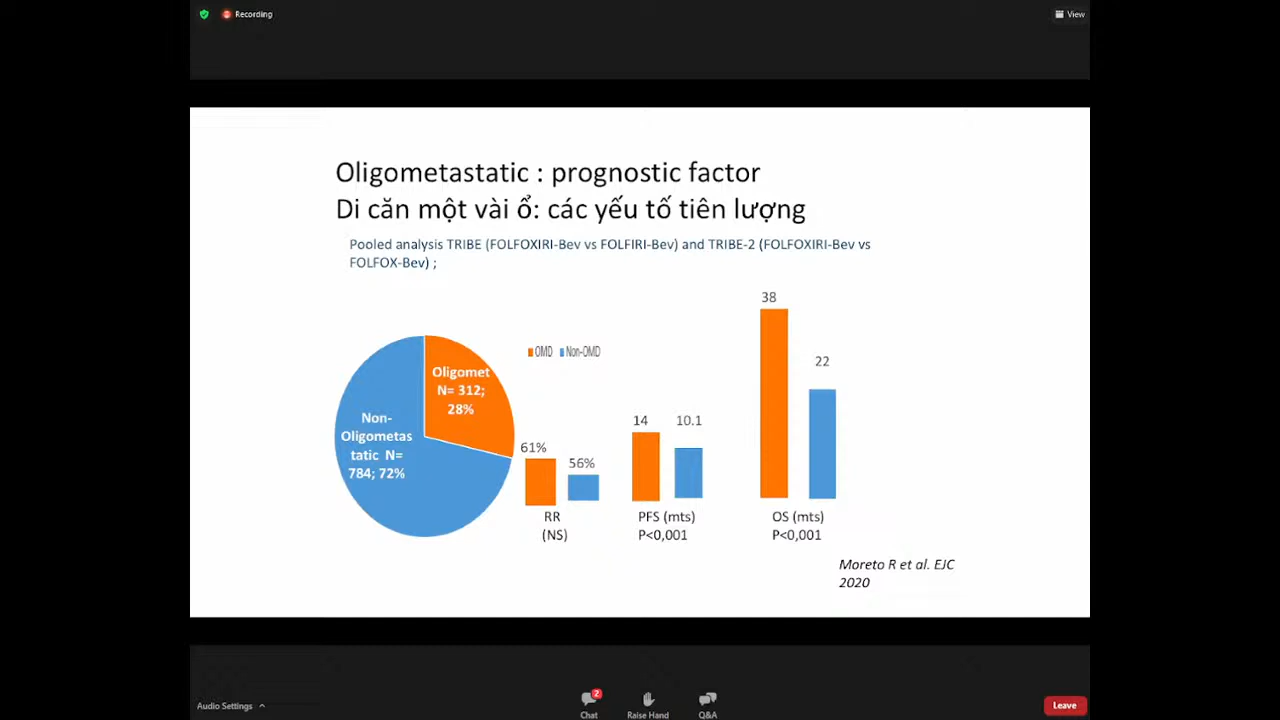 Recording
View
Oligometastatic : prognostic factor
Di căn một vài ổ: các yếu tố tiên lượng
Pooled analysis TRIBE (FOLFOXIRI-Bev vs FOLFIRI-Bev) and TRIBE-2 (FOLFOXIRI-Bev vs
FOLFOX-Bev) ;
Oligomet
N= 312;
28%
Non-
Oligometas
tatic N=
784; 72%
OMD Non-OMD
61%
56%
RR
(NS)
14
10.1
PFS (mts)
P<0,001
38
22
OS (mts)
P<0,001
Moreto R et al. EJC
2020
Audio Settings
2
Chat
Raise Hand
Q&A
Leave